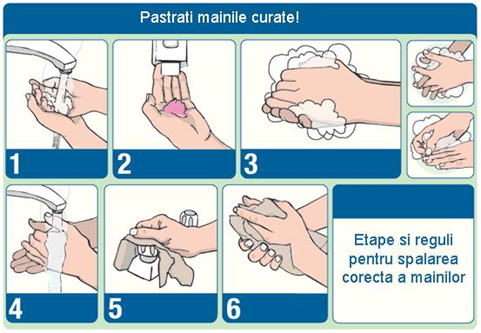 Pastrati mainile curate!
1
2
3
4
5
6
Etape si reguli
pentru spalarea
corecta a mainilor